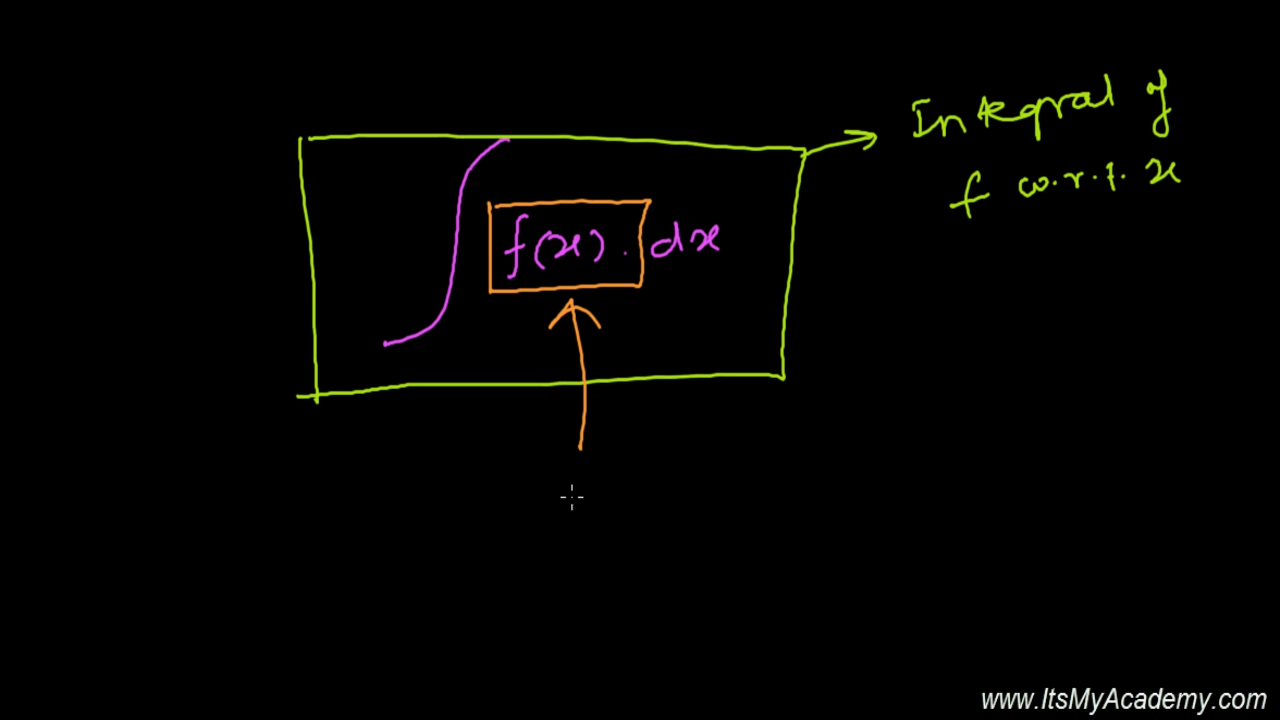 Integral of
f w.r.t. x
∫ f(x). dx
www.ItsMyAcademy.com